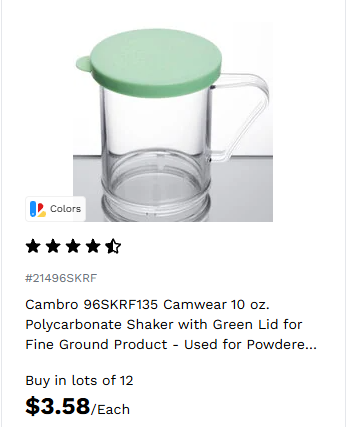 Colors
#21496SKRF
Cambro 96SKRF135 Camwear 10 oz.
Polycarbonate Shaker with Green Lid for
Fine Ground Product - Used for Powdere...
Buy in lots of 12
$3.58/Each